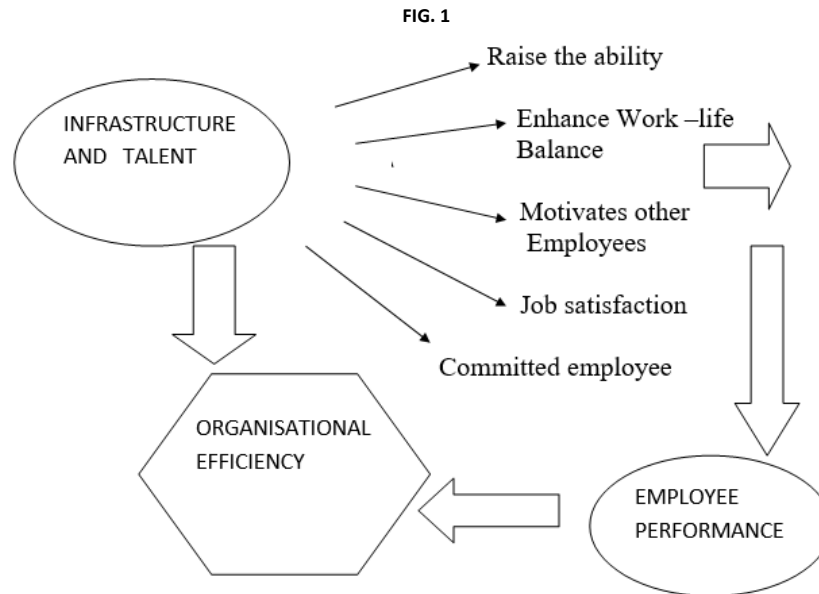 FIG. 1
Raise the ability
INFRASTRUCTURE
AND TALENT
Enhance Work –life
Balance
Motivates other
Employees
Job satisfaction
Committed employee
ORGANISATIONAL
EFFICIENCY
EMPLOYEE
PERFORMANCE